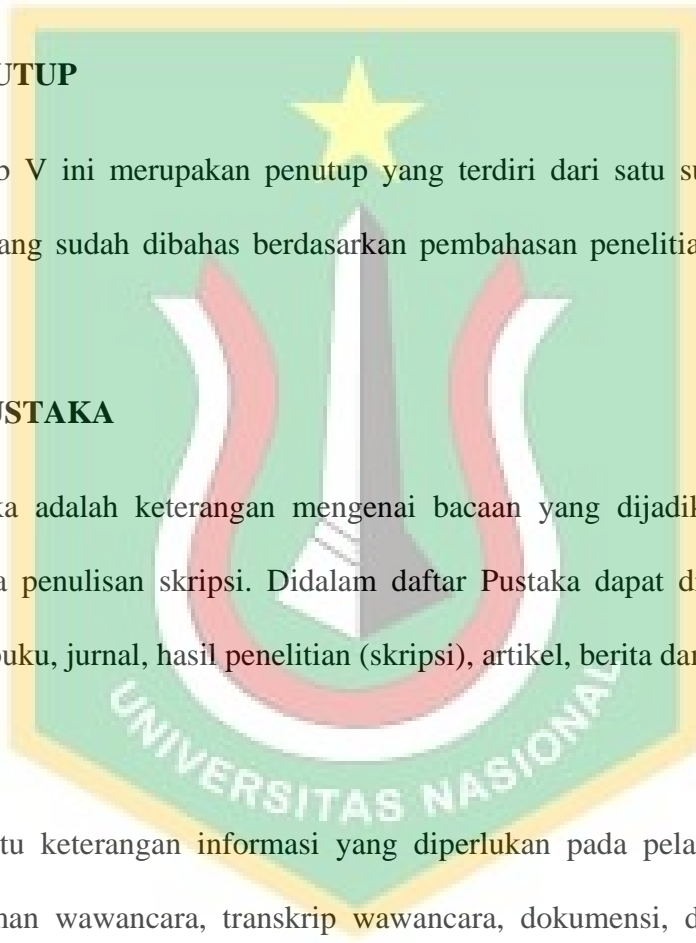 UTUP
V ini merupakan penutup yang terdiri dari satu
ang sudah dibahas berdasarkan pembahasan penelitia
USTAKA
ka adalah keterangan mengenai bacaan yang dijadik
a penulisan skripsi. Didalam daftar Pustaka dapat di
buku, jurnal, hasil penelitian (skripsi), artikel, berita dan
UNIVERSITAS NASIONAL
tu keterangan informasi yang diperlukan pada pela
nan wawancara, transkrip wawancara, dokumensi, d